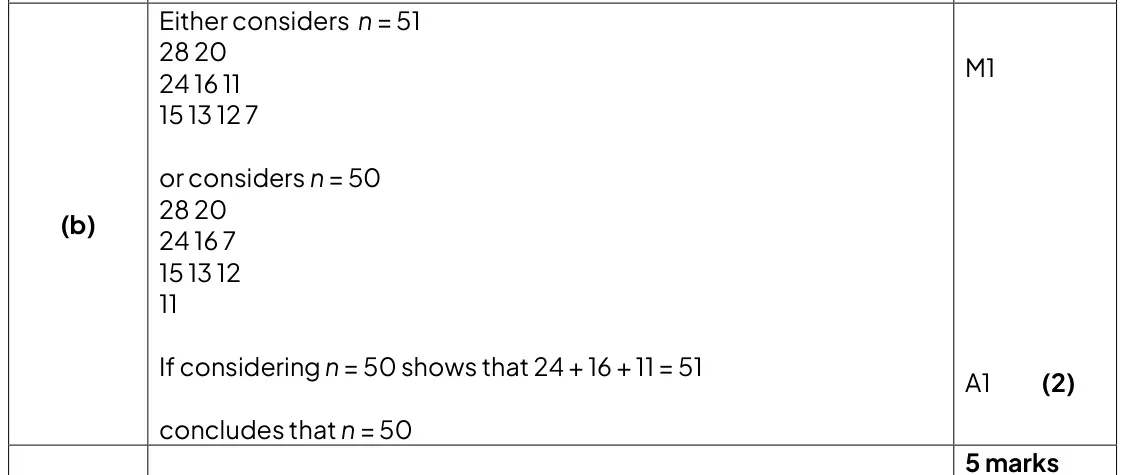 Either considers n = 51
28 20
24 16 11
15 13 12 7
M1
or considers n = 50
28 20
24 16 7
15 13 12
11
(b)
If considering n = 50 shows that 24 + 16 + 11 = 51
A1 (2)
concludes that n = 50
5 marks